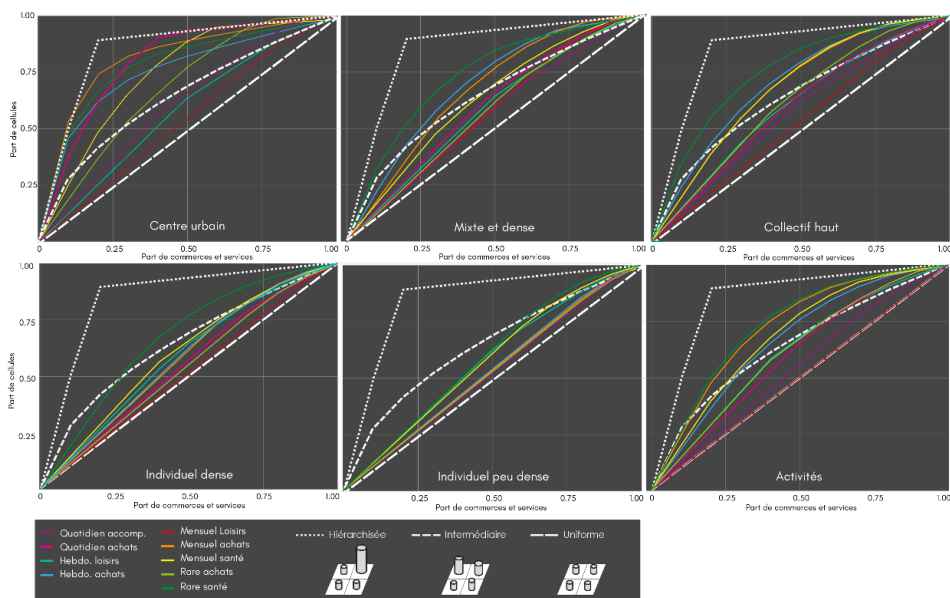 1.00
0.75
0.50
0.25
Part de cellules
Centre urbain
0 0.25 0.50 0.75 1.00
Part de commerces et services
Mixte et dense
0 0.25 0.50 0.75 1.00
Part de commerces et services
Collectif haut
0 0.25 0.50 0.75 1.00
Part de commerces et services
1.00
0.75
0.50
0.25
Part de cellules
Individuel dense
0 0.25 0.50 0.75 1.00
Part de commerces et services
Individuel peu dense
0 0.25 0.50 0.75 1.00
Part de commerces et services
Activités
0 0.25 0.50 0.75 1.00
Part de commerces et services
Quotidien accomp.
Quotidien achats
Hebdo. loisirs
Hebdo. achats
Mensuel Loisirs
Mensuel achats
Mensuel santé
Rare achats
Rare santé
Hiérarchisée
Intermédiaire
Uniforme